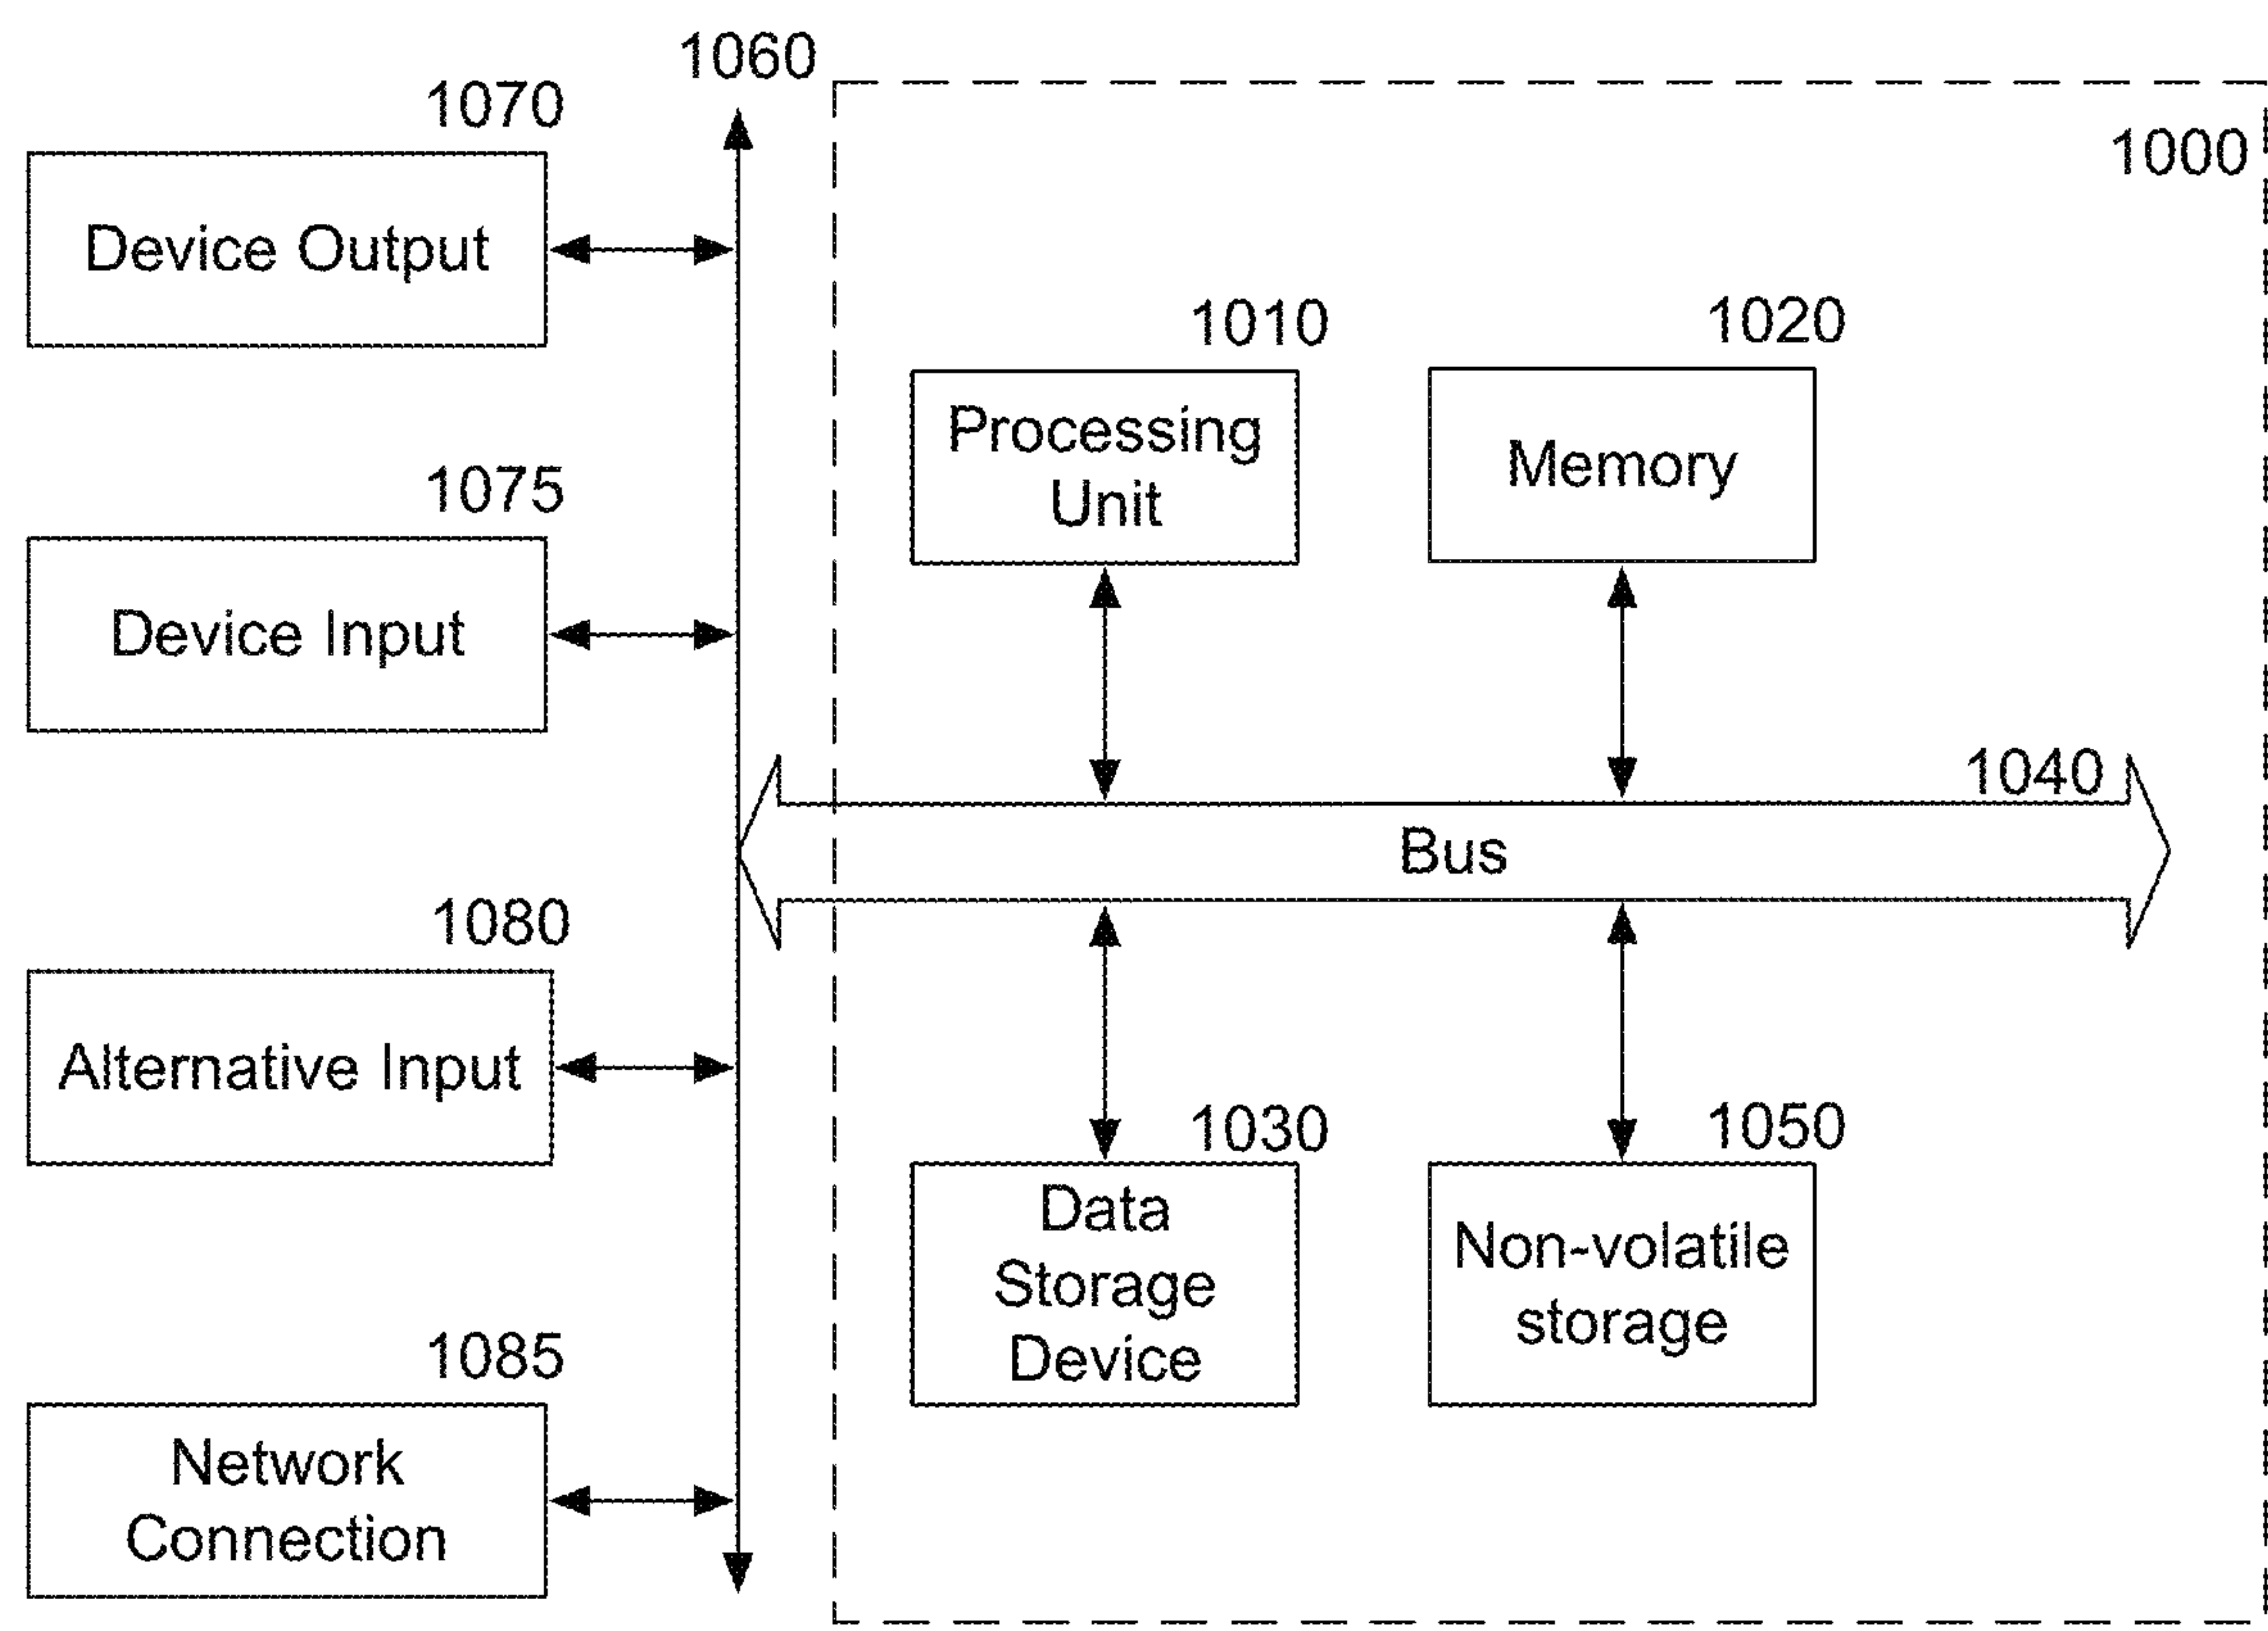 1060
1070
Device Output
1000
1010
Processing
Unit
1020
Memory
1075
Device Input
1040
Bus
1080
Alternative Input
1030
Data
Storage
Device
1050
Non-volatile
storage
1085
Network
Connection